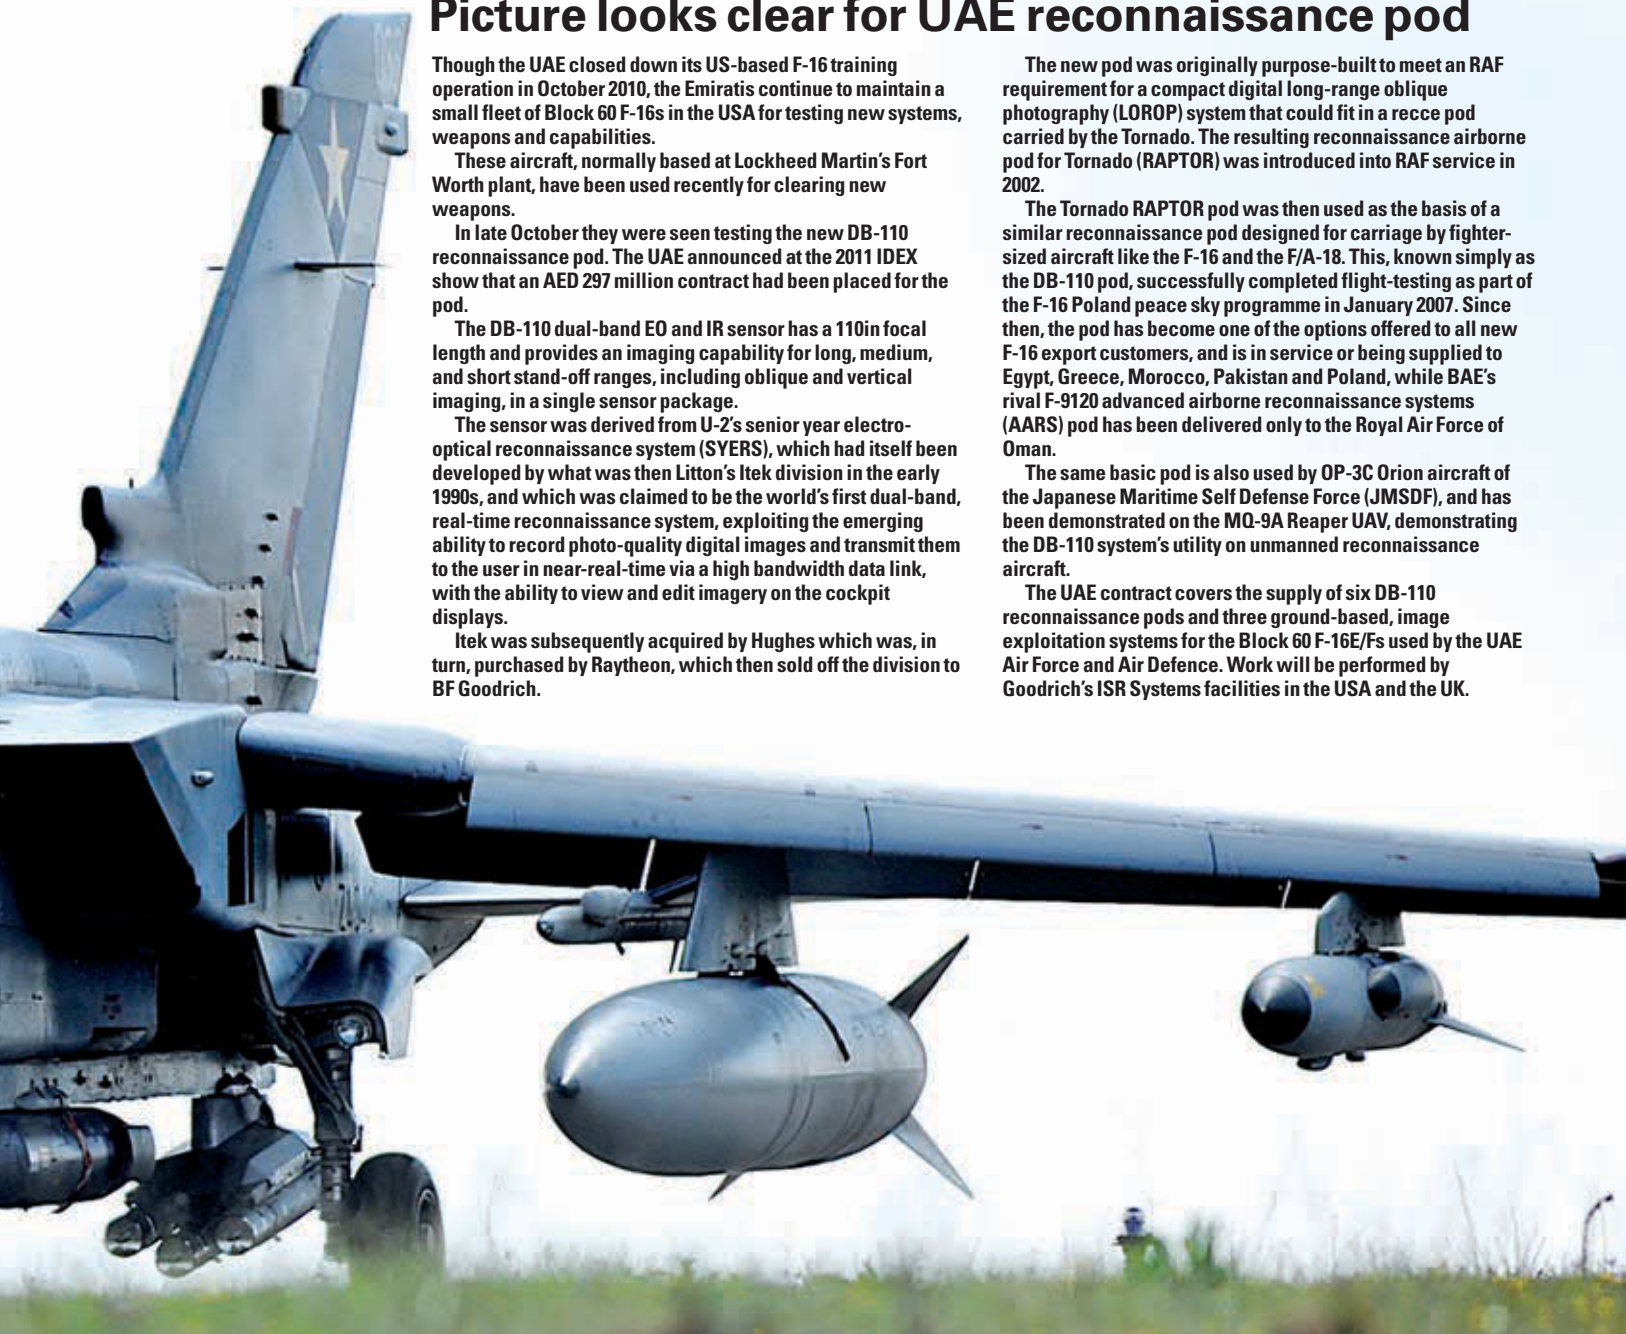 Picture looks clear for UAE reconnaissance pod
Though the UAE closed down its US-based F-16 training
operation in October 2010, the Emiratis continue to maintain a
small fleet of Block 60 F-16s in the USA for testing new systems,
weapons and capabilities.
These aircraft, normally based at Lockheed Martin's Fort
Worth plant, have been used recently for clearing new
weapons.
In late October they were seen testing the new DB-110
reconnaissance pod. The UAE announced at the 2011 IDEX
show that an AED 297 million contract had been placed for the
pod.
The DB-110 dual-band EO and IR sensor has a 110in focal
length and provides an imaging capability for long, medium,
and short stand-off ranges, including oblique and vertical
imaging, in a single sensor package.
The sensor was derived from U-2's senior year electro-
optical reconnaissance system (SYERS), which had itself been
developed by what was then Litton's Itek division in the early
1990s, and which was claimed to be the world's first dual-band,
real-time reconnaissance system, exploiting the emerging
ability to record photo-quality digital images and transmit them
to the user in near-real-time via a high bandwidth data link,
with the ability to view and edit imagery on the cockpit
displays.
Itek was subsequently acquired by Hughes which was, in
turn, purchased by Raytheon, which then sold off the division to
BF Goodrich.
The new pod was originally purpose-built to meet an RAF
requirement for a compact digital long-range oblique
photography (LOROP) system that could fit in a recce pod
carried by the Tornado. The resulting reconnaissance airborne
pod for Tornado (RAPTOR) was introduced into RAF service in
2002.
The Tornado RAPTOR pod was then used as the basis of a
similar reconnaissance pod designed for carriage by fighter-
sized aircraft like the F-16 and the F/A-18. This, known simply as
the DB-110 pod, successfully completed flight-testing as part of
the F-16 Poland peace sky programme in January 2007. Since
then, the pod has become one of the options offered to all new
F-16 export customers, and is in service or being supplied to
Egypt, Greece, Morocco, Pakistan and Poland, while BAE's
rival F-9120 advanced airborne reconnaissance systems
(AARS) pod has been delivered only to the Royal Air Force of
Oman.
The same basic pod is also used by OP-3C Orion aircraft of
the Japanese Maritime Self Defense Force (JMSDF), and has
been demonstrated on the MQ-9A Reaper UAV, demonstrating
the DB-110 system's utility on unmanned reconnaissance
aircraft.
The UAE contract covers the supply of six DB-110
reconnaissance pods and three ground-based, image
exploitation systems for the Block 60 F-16E/Fs used by the UAE
Air Force and Air Defence. Work will be performed by
Goodrich's ISR Systems facilities in the USA and the UK.